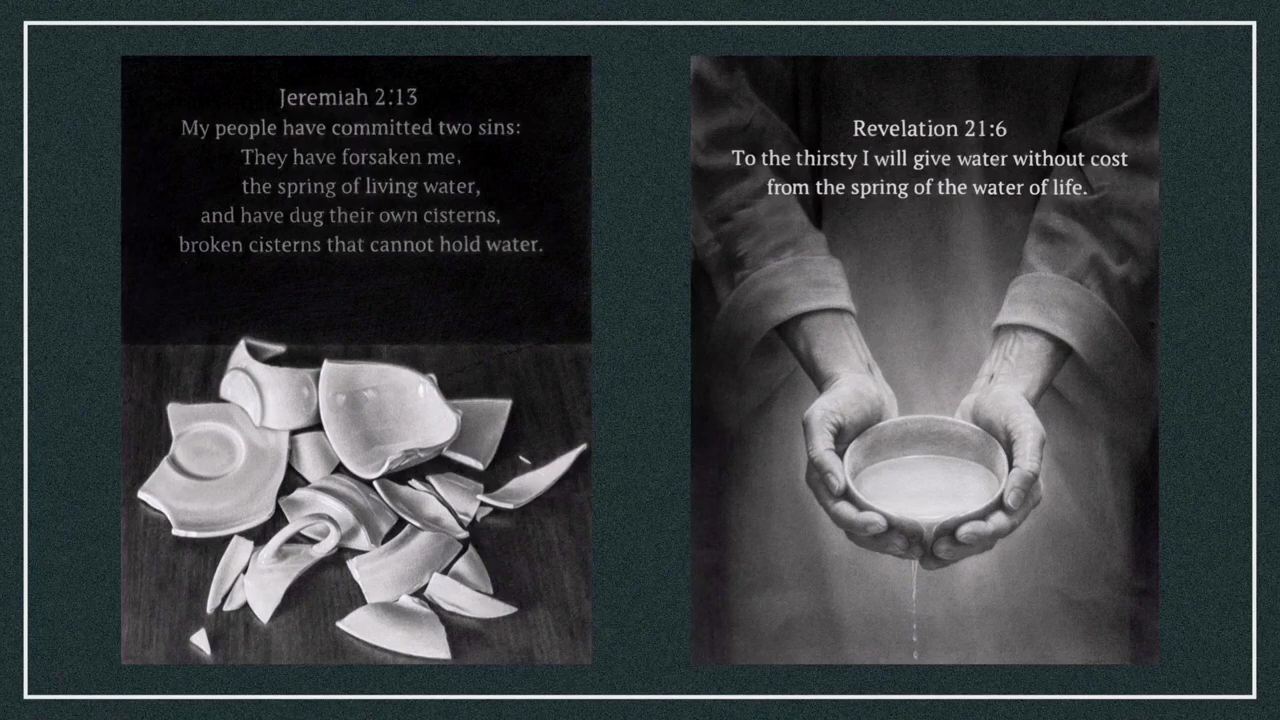 Jeremiah 2:13
My people have committed two sins:
They have forsaken me,
the spring of living water,
and have dug their own cisterns,
broken cisterns that cannot hold water.
Revelation 21:6
To the thirsty I will give water without cost
from the spring of the water of life.